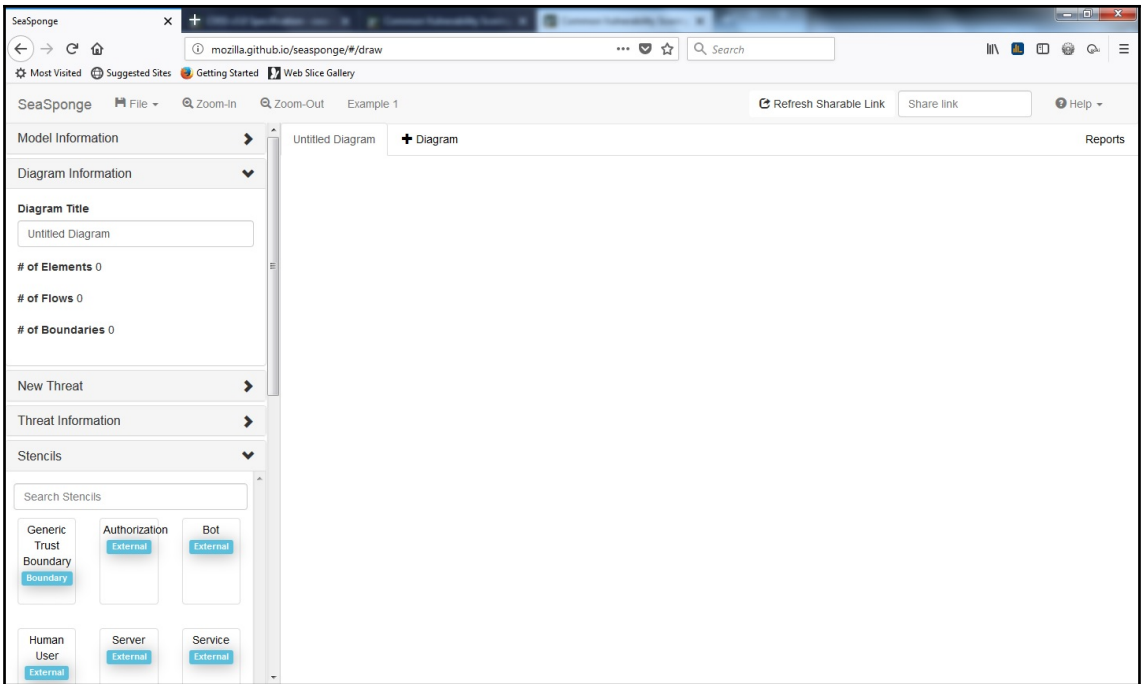 SeaSponge
mozilla.github.io/seasponge/#/draw
Search
Most Visited Suggested Sites Getting Started Web Slice Gallery
SeaSponge File Zoom-In Zoom-Out Example 1 Refresh Sharable Link Share link Help
Model Information
Untitled Diagram Diagram Reports
Diagram Information
Diagram Title
Untitled Diagram
# of Elements 0
# of Flows 0
# of Boundaries 0
New Threat
Threat Information
Stencils
Search Stencils
Generic Trust Boundary
Boundary
Authorization
External
Bot
External
Human User
External
Server
External
Service
External